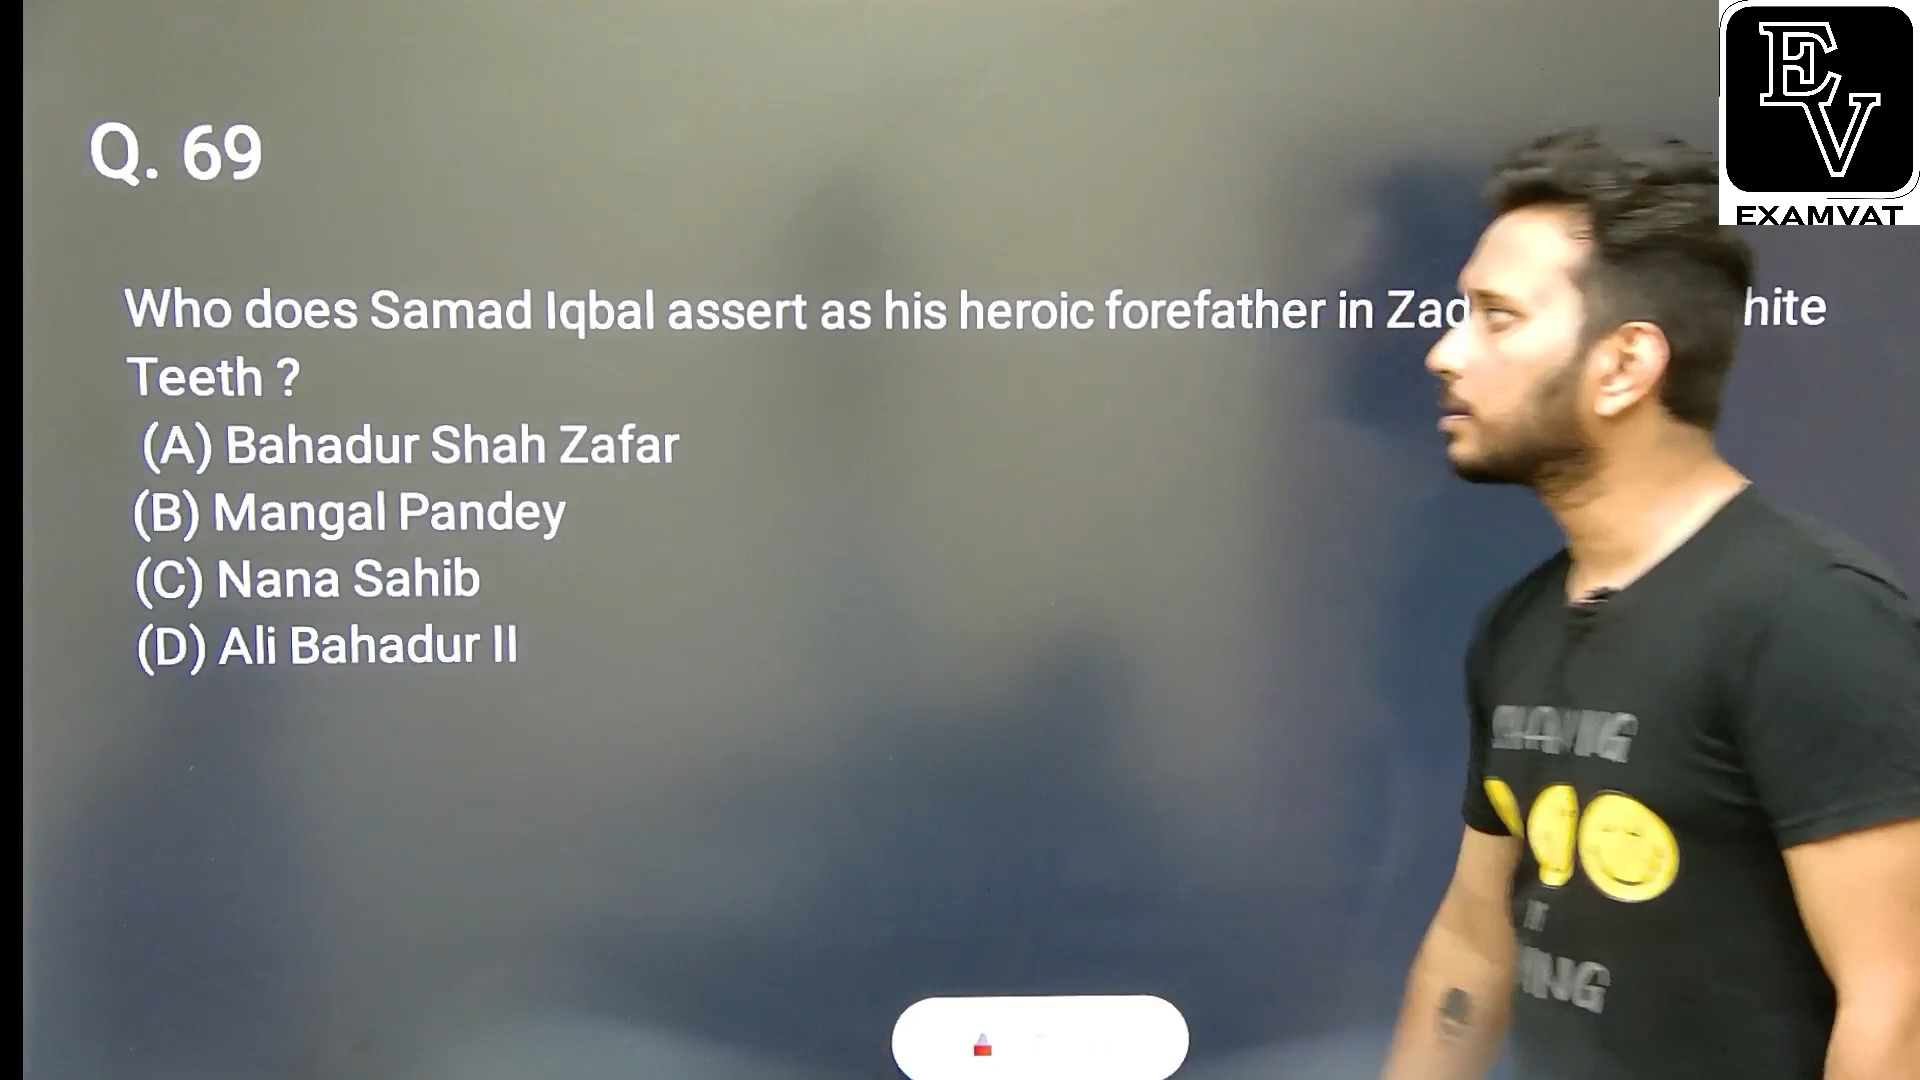 EV
EXAMVAT
Q. 69
Who does Samad Iqbal assert as his heroic forefather in Zad hite
Teeth ?
(A) Bahadur Shah Zafar
(B) Mangal Pandey
(C) Nana Sahib
(D) Ali Bahadur II